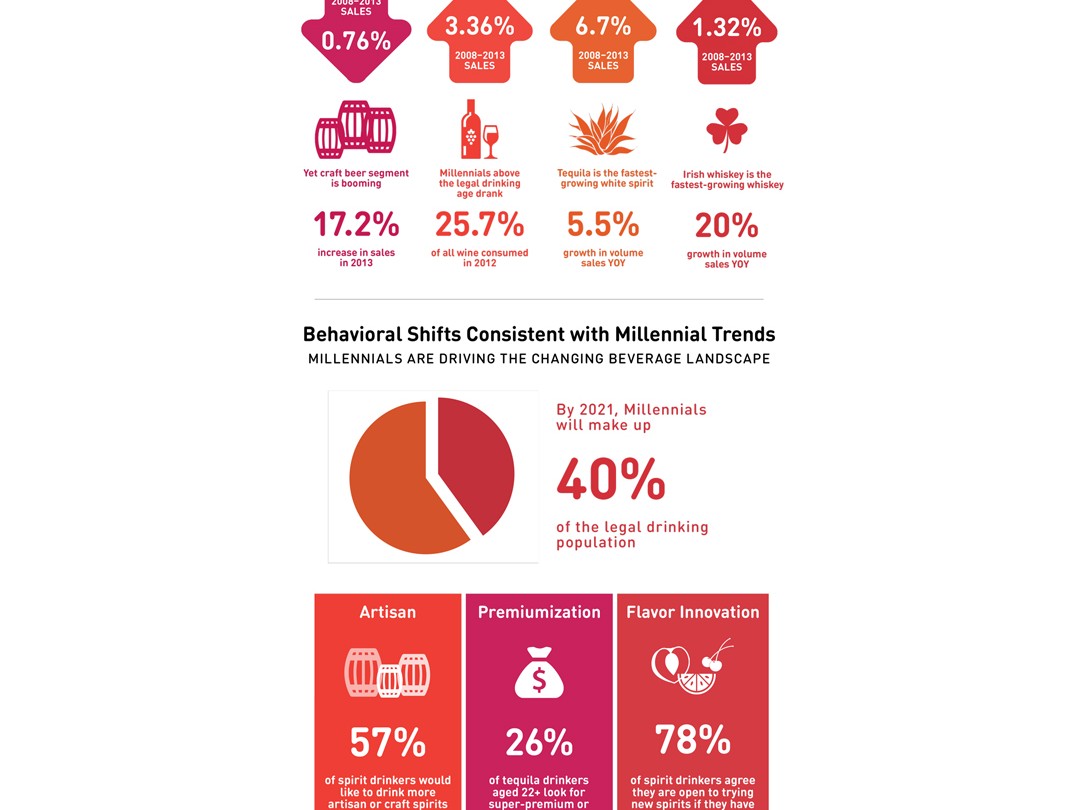 2008–2013
SALES
0.76%
3.36%
2008–2013
SALES
6.7%
2008–2013
SALES
1.32%
2008–2013
SALES
Yet craft beer segment
is booming
17.2%
increase in sales
in 2013
Millennials above
the legal drinking
age drank
25.7%
of all wine consumed
in 2012
Tequila is the fastest-
growing white spirit
5.5%
growth in volume
sales YOY
Irish whiskey is the
fastest-growing whiskey
20%
growth in volume
sales YOY
Behavioral Shifts Consistent with Millennial Trends
MILLENNIALS ARE DRIVING THE CHANGING BEVERAGE LANDSCAPE
By 2021, Millennials
will make up
40%
of the legal drinking
population
Artisan
57%
of spirit drinkers would
like to drink more
artisan or craft spirits
Premiumization
$
26%
of tequila drinkers
aged 22+ look for
super-premium or
Flavor Innovation
78%
of spirit drinkers agree
they are open to trying
new spirits if they have